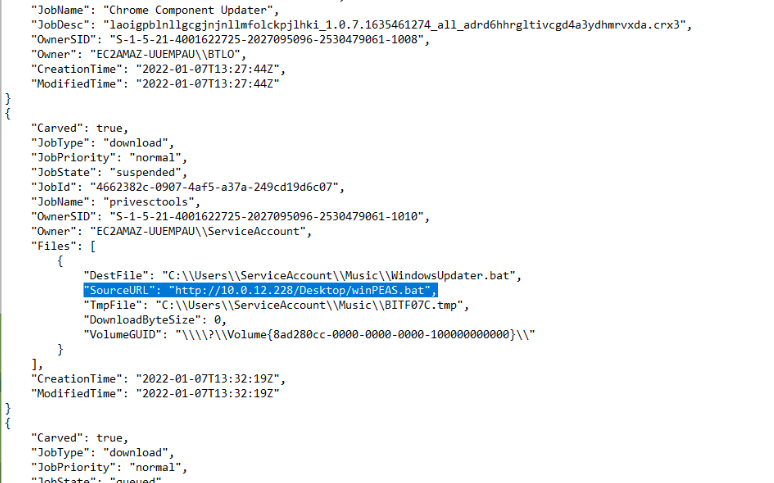 "JobName": "Chrome Component Updater",
"JobDesc": "laoigpblnllgcgjnjnllmfolckpjlhki_1.0.7.1635461274_all_adrd6hhrgltivcgd4a3ydhmrvxda.crx3",
"OwnerSID": "S-1-5-21-4001622725-2027095096-2530479061-1008",
"Owner": "EC2AMAZ-UUEMPAU\\BTLO",
"CreationTime": "2022-01-07T13:27:44Z",
"ModifiedTime": "2022-01-07T13:27:44Z"
}
{
"Carved": true,
"JobType": "download",
"JobPriority": "normal",
"JobState": "suspended",
"JobId": "4662382c-0907-4af5-a37a-249cd19d6c07",
"JobName": "privesctools",
"OwnerSID": "S-1-5-21-4001622725-2027095096-2530479061-1010",
"Owner": "EC2AMAZ-UUEMPAU\\ServiceAccount",
"Files": [
{
"DestFile": "C:\\Users\\ServiceAccount\\Music\\WindowsUpdater.bat",
"SourceURL": "http://10.0.12.228/Desktop/winPEAS.bat",
"TmpFile": "C:\\Users\\ServiceAccount\\Music\\BITF07C.tmp",
"DownloadByteSize": 0,
"VolumeGUID": "\\\\?\\Volume{8ad280cc-0000-0000-0000-100000000000}\\"
}
],
"CreationTime": "2022-01-07T13:32:19Z",
"ModifiedTime": "2022-01-07T13:32:19Z"
}
{
"Carved": true,
"JobType": "download",
"JobPriority": "normal",
"JobState": "queued",